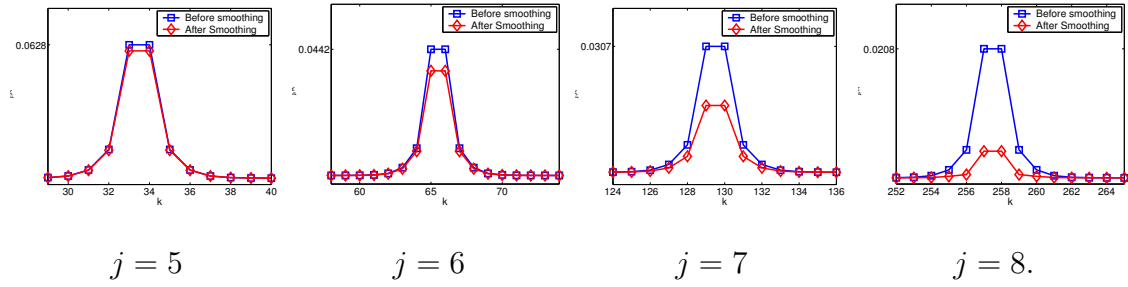 Before smoothing
After Smoothing
0.0628
30 32 34 36 38 40
k
Before smoothing
After Smoothing
0.0442
60 65 70
k
Before smoothing
After Smoothing
0.0307
124 126 128 130 132 134 136
k
Before smoothing
After Smoothing
0.0208
252 254 256 258 260 262 264
k
j = 5
j = 6
j = 7
j = 8.